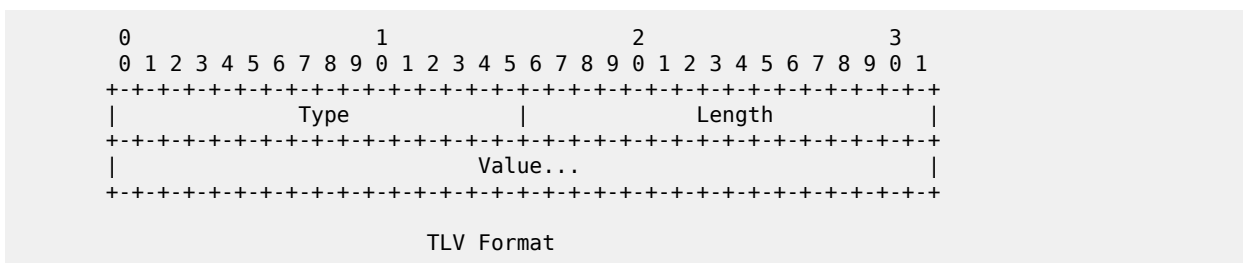 0                   1                   2                   3
 0 1 2 3 4 5 6 7 8 9 0 1 2 3 4 5 6 7 8 9 0 1 2 3 4 5 6 7 8 9 0 1
+-+-+-+-+-+-+-+-+-+-+-+-+-+-+-+-+-+-+-+-+-+-+-+-+-+-+-+-+-+-+-+-+
|              Type             |             Length            |
+-+-+-+-+-+-+-+-+-+-+-+-+-+-+-+-+-+-+-+-+-+-+-+-+-+-+-+-+-+-+-+-+
|                            Value...                           |
+-+-+-+-+-+-+-+-+-+-+-+-+-+-+-+-+-+-+-+-+-+-+-+-+-+-+-+-+-+-+-+-+
TLV Format